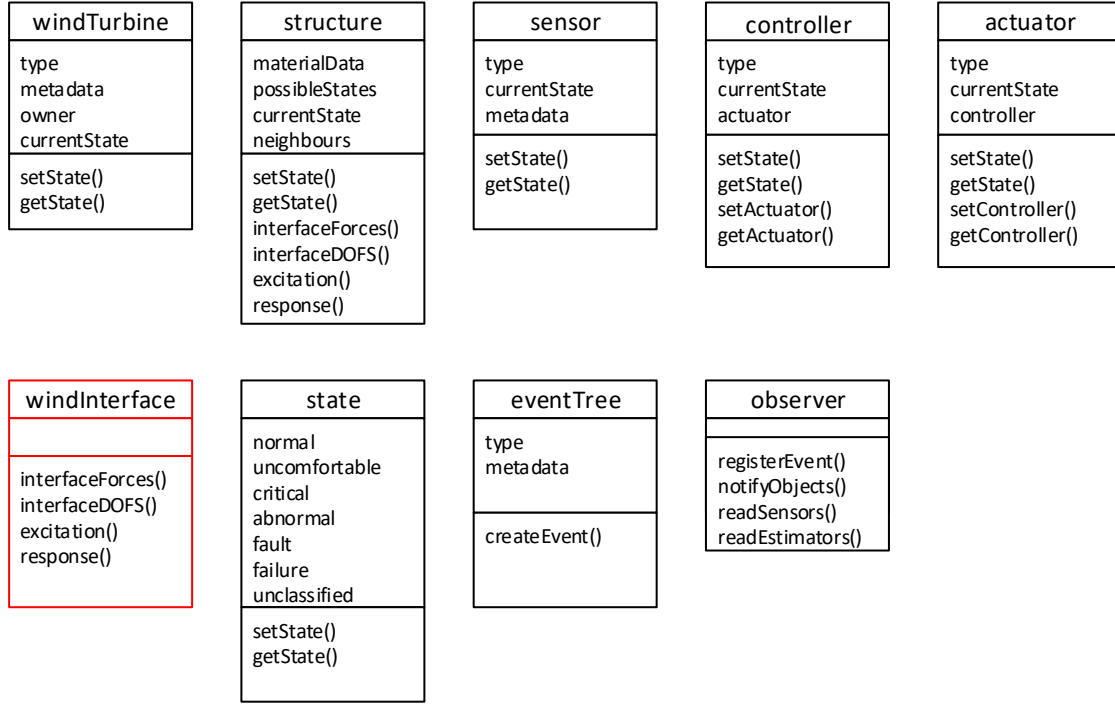 windTurbine
type
metadata
owner
currentState
setState()
getState()
structure
materialData
possibleStates
currentState
neighbours
setState()
getState()
interfaceForces()
interfaceDOFS()
excitation()
response()
sensor
type
currentState
metadata
setState()
getState()
controller
type
currentState
actuator
setState()
getState()
setActuator()
getActuator()
actuator
type
currentState
controller
setState()
getState()
setController()
getController()
windInterface
interfaceForces()
interfaceDOFS()
excitation()
response()
state
normal
uncomfortable
critical
abnormal
fault
failure
unclassified
setState()
getState()
eventTree
type
metadata
createEvent()
observer
registerEvent()
notifyObjects()
readSensors()
readEstimators()